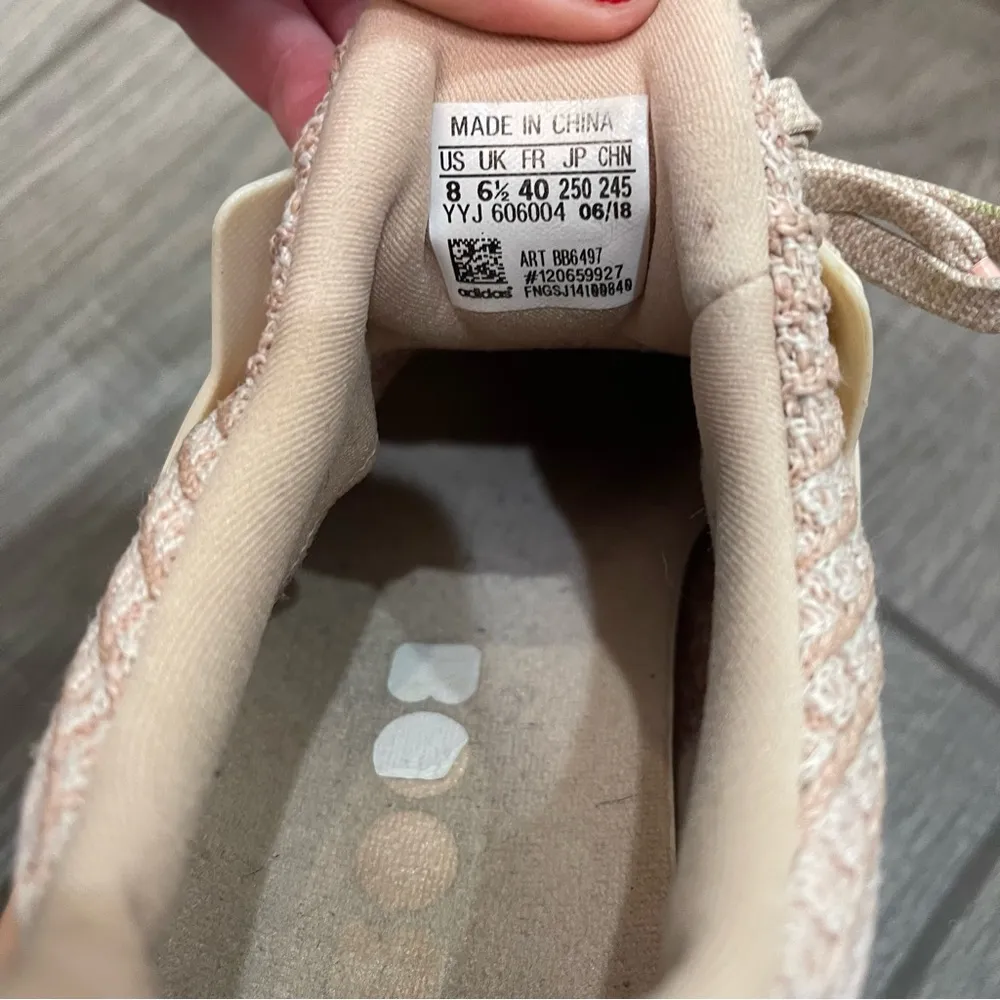 MADE IN CHINA
US UK FR JP CHN
8 6½ 40 250 245
YYJ 606004 06/18
ART BB6497
#120659927
adidas FNGSJ14100840